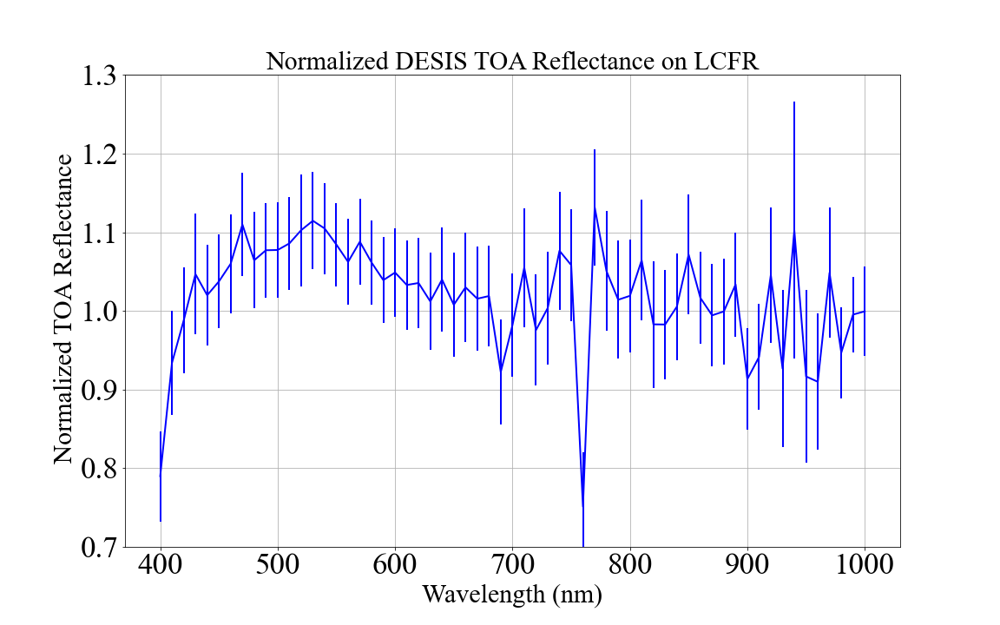 Normalized DESIS TOA Reflectance on LCFR
Normalized TOA Reflectance
1.3
1.2
1.1
1.0
0.9
0.8
0.7
400 500 600 700 800 900 1000
Wavelength (nm)